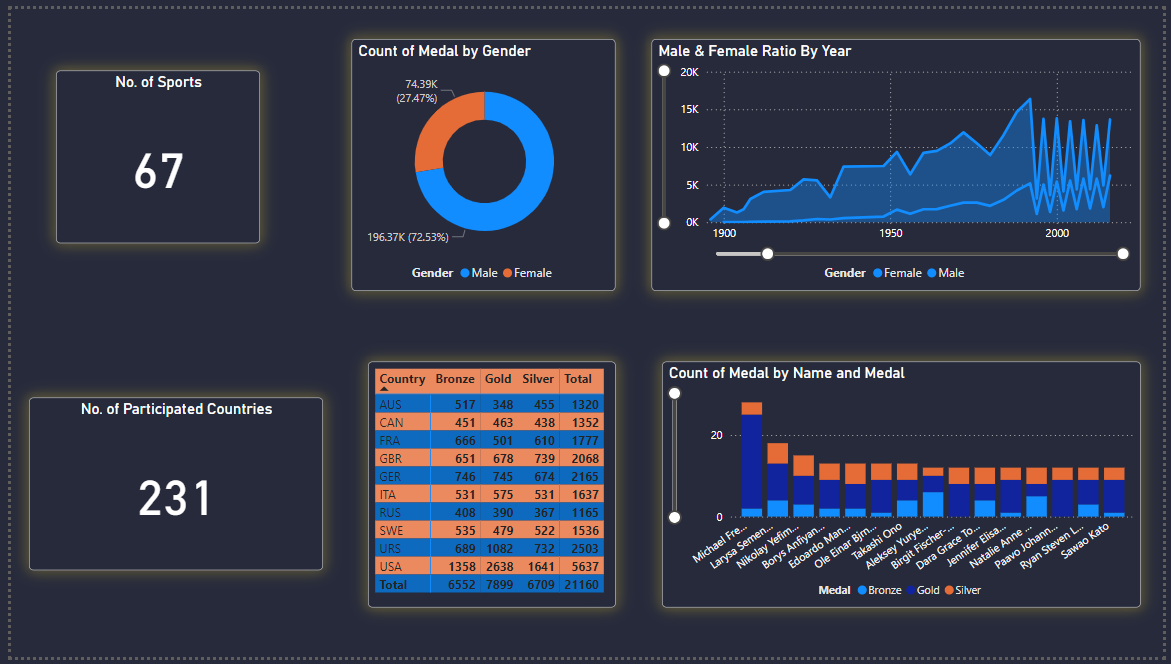 No. of Sports
67
Count of Medal by Gender
74.39K
(27.47%)
196.37K (72.53%)
Gender Male Female
Male & Female Ratio By Year
20K
15K
10K
5K
0K
1900 1950 2000
Gender Female Male
No. of Participated Countries
231
Country Bronze Gold Silver Total
AUS 517 348 455 1320
CAN 451 463 438 1352
FRA 666 501 610 1777
GBR 651 678 739 2068
GER 746 745 674 2165
ITA 531 575 531 1637
RUS 408 390 367 1165
SWE 535 479 522 1536
URS 689 1082 732 2503
USA 1358 2638 1641 5637
Total 6552 7899 6709 21160
Count of Medal by Name and Medal
20
0
Michael Fre...
Larysa Semen...
Nikolay Yefim...
Borys Anfiyan...
Edoardo Man...
Ole Einar Bjrn...
Takashi Ono
Aleksey Yurye...
Birgit Fischer-...
Dara Grace To...
Jennifer Elisa...
Natalie Anne ...
Paavo Johann...
Ryan Steven L...
Sawao Kato
Medal Bronze Gold Silver